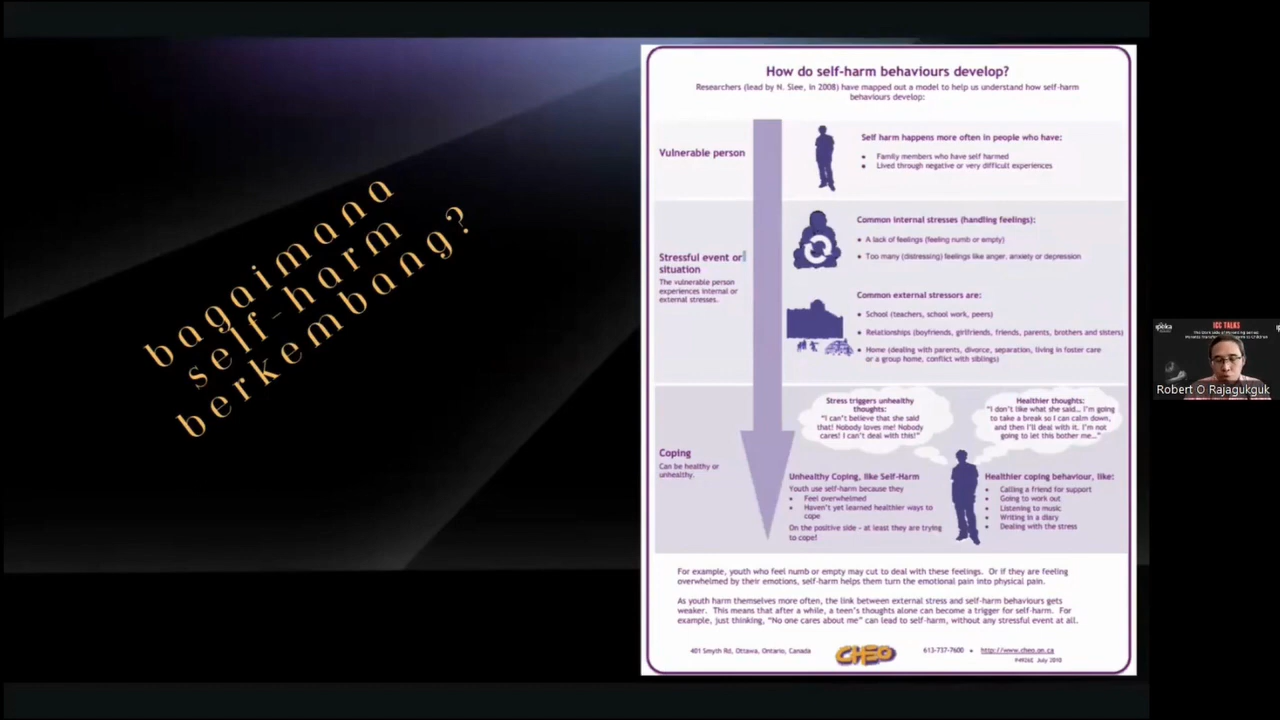 bagaimana
self-harm
berkembang?
How do self-harm behaviours develop?
Researchers (lead by N. Slee, in 2008) have mapped out a model to help us understand how self-harm
behaviours develop:
Vulnerable person
Self harm happens more often in people who have:
• Family members who have self harmed
• Lived through negative or very difficult experiences
Stressful event or
situation
The vulnerable person
experiences internal or
external stresses.
Common internal stresses (handling feelings):
• A lack of feelings (feeling numb or empty)
• Too many (distressing) feelings like anger, anxiety or depression
Common external stressors are:
• School (teachers, school work, peers)
• Relationships (boyfriends, girlfriends, friends, parents, brothers and sisters)
• Home (dealing with parents, divorce, separation, living in foster care
or a group home, conflict with siblings)
Coping
Can be healthy or
unhealthy.
Stress triggers unhealthy
thoughts:
"I can't believe that she said
that! Nobody loves me! Nobody
cares! I can't deal with this!"
Healthier thoughts:
"I don't like what she said... I'm going
to take a break so I can calm down,
and then I'll deal with it. I'm not
going to let this bother me..."
Unhealthy Coping, like Self-Harm
Youth use self-harm because they
• Feel overwhelmed
• Haven't yet learned healthier ways to
cope
On the positive side - at least they are trying
to cope!
Healthier coping behaviour, like:
• Calling a friend for support
• Going to work out
• Listening to music
• Writing in a diary
• Dealing with the stress
For example, youth who feel numb or empty may cut to deal with these feelings. Or if they are feeling
overwhelmed by their emotions, self-harm helps them turn the emotional pain into physical pain.
As youth harm themselves more often, the link between external stress and self-harm behaviours gets
weaker. This means that after a while, a teen's thoughts alone can become a trigger for self-harm. For
example, just thinking, "No one cares about me" can lead to self-harm, without any stressful event at all.
401 Smyth Rd, Ottawa, Ontario, Canada
CHEO
613-737-7600 • http://www.cheo.on.ca
P4926E July 2010
ICC TALKS
Robert O Rajagukguk